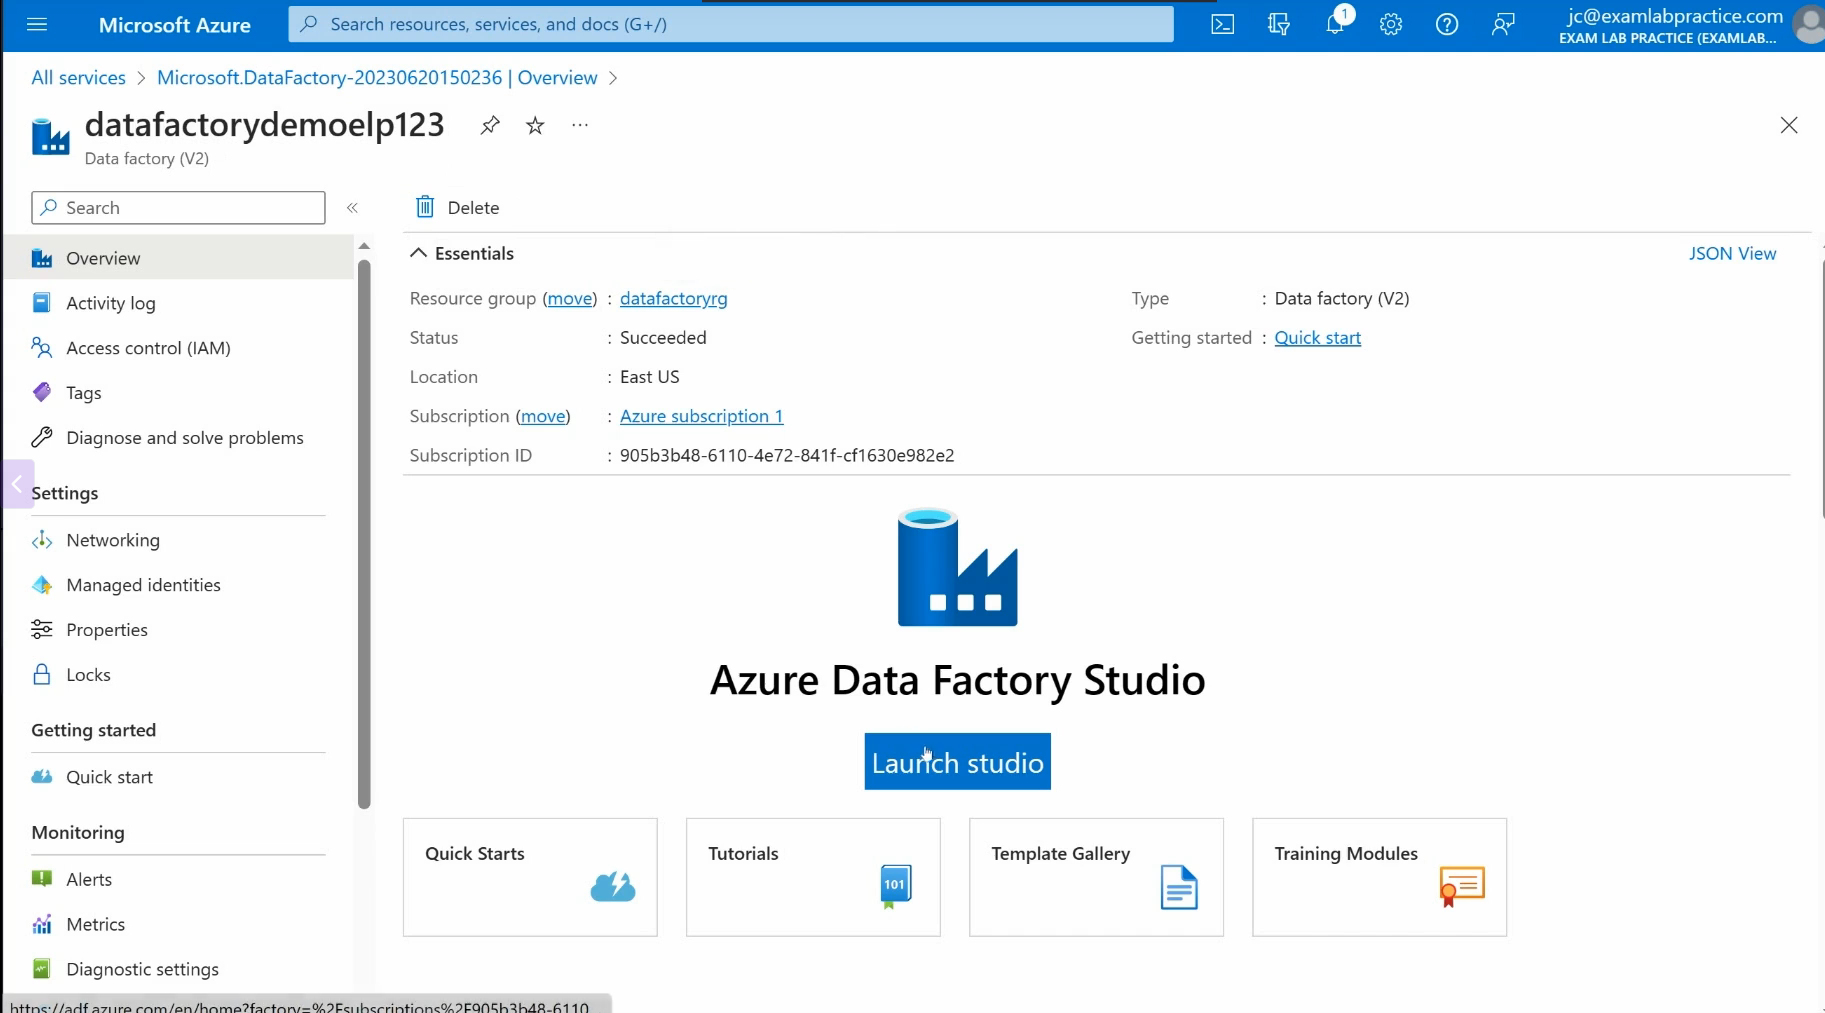 Microsoft Azure
Search resources, services, and docs (G+/)
1
jc@examlabpractice.com
EXAM LAB PRACTICE (EXAMLAB...
All services > Microsoft.DataFactory-20230620150236 | Overview >
datafactorydemoelp123
...
Data factory (V2)
Search
«
Delete
Overview
Activity log
Access control (IAM)
Tags
Diagnose and solve problems
Settings
Networking
Managed identities
Properties
Locks
Getting started
Quick start
Monitoring
Alerts
Metrics
Diagnostic settings
Essentials
JSON View
Resource group (move) : datafactoryrg
Status : Succeeded
Location : East US
Subscription (move) : Azure subscription 1
Subscription ID : 905b3b48-6110-4e72-841f-cf1630e982e2
Type : Data factory (V2)
Getting started : Quick start
Azure Data Factory Studio
Launch studio
Quick Starts
Tutorials
101
Template Gallery
Training Modules
https://adf.azure.com/en/home?factory=%2Fsubscriptions%2F905b3b48-6110